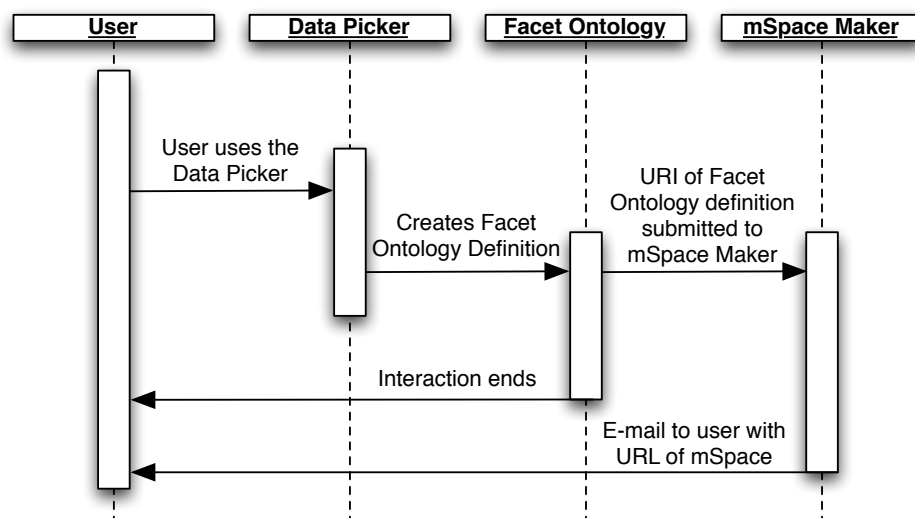 User
Data Picker
Facet Ontology
mSpace Maker
User uses the
Data Picker
Creates Facet
Ontology Definition
URI of Facet
Ontology definition
submitted to
mSpace Maker
Interaction ends
E-mail to user with
URL of mSpace